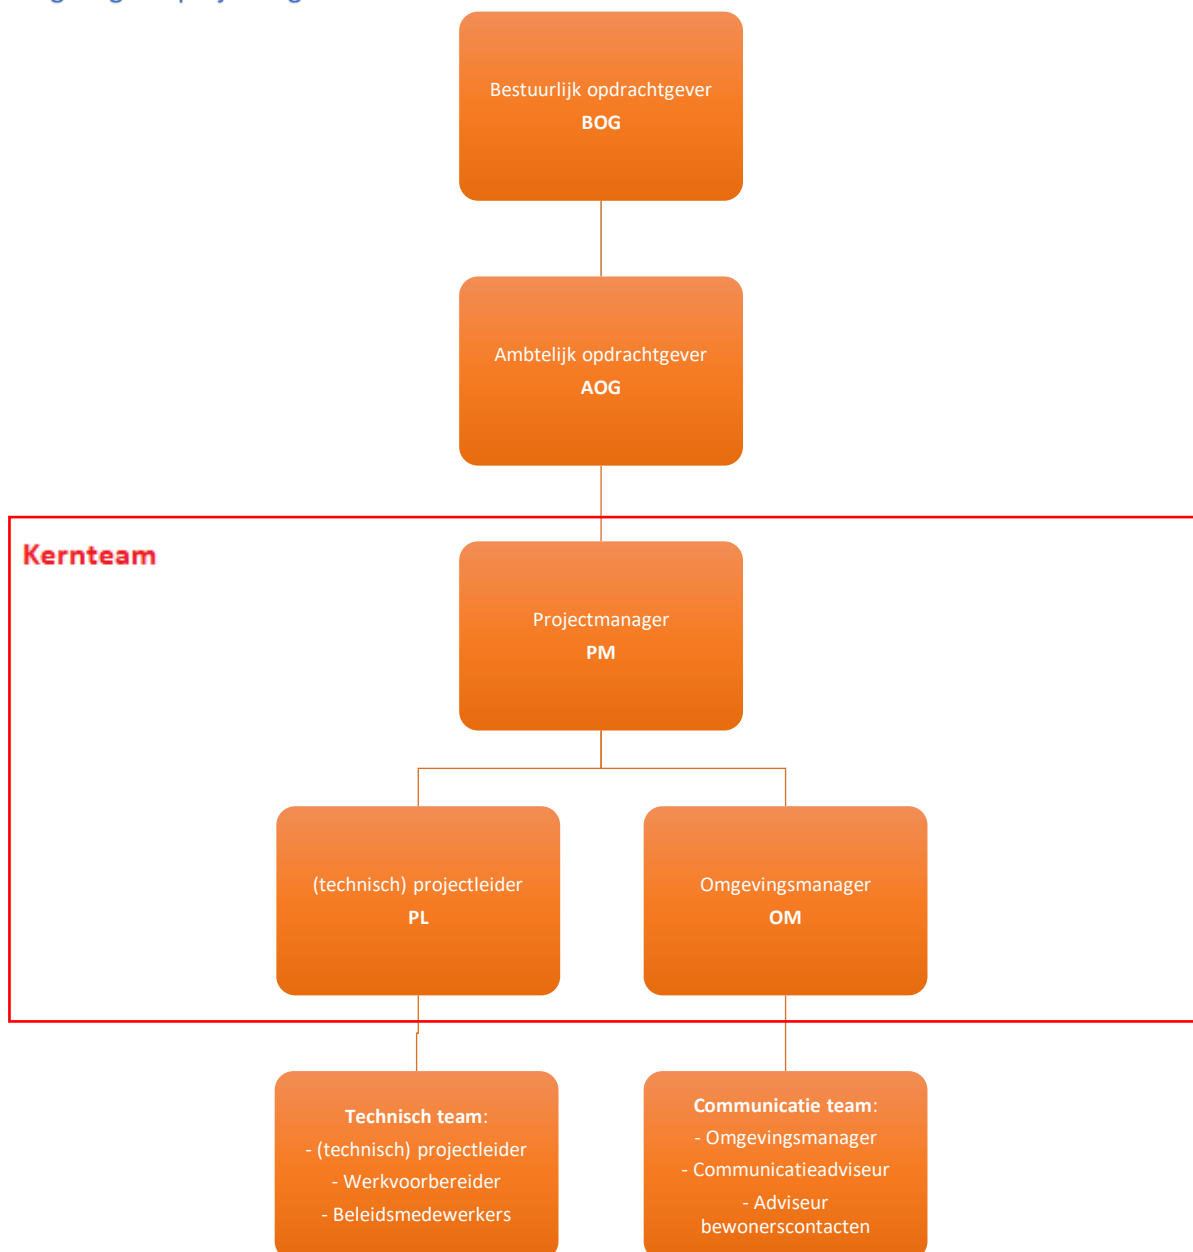 Bestuurlijk opdrachtgever
BOG
Ambtelijk opdrachtgever
AOG
Kernteam
Projectmanager
PM
(technisch) projectleider
PL
Omgevingsmanager
OM
Technisch team:
- (technisch) projectleider
- Werkvoorbereider
- Beleidsmedewerkers
Communicatie team:
- Omgevingsmanager
- Communicatieadviseur
- Adviseur
bewonerscontacten